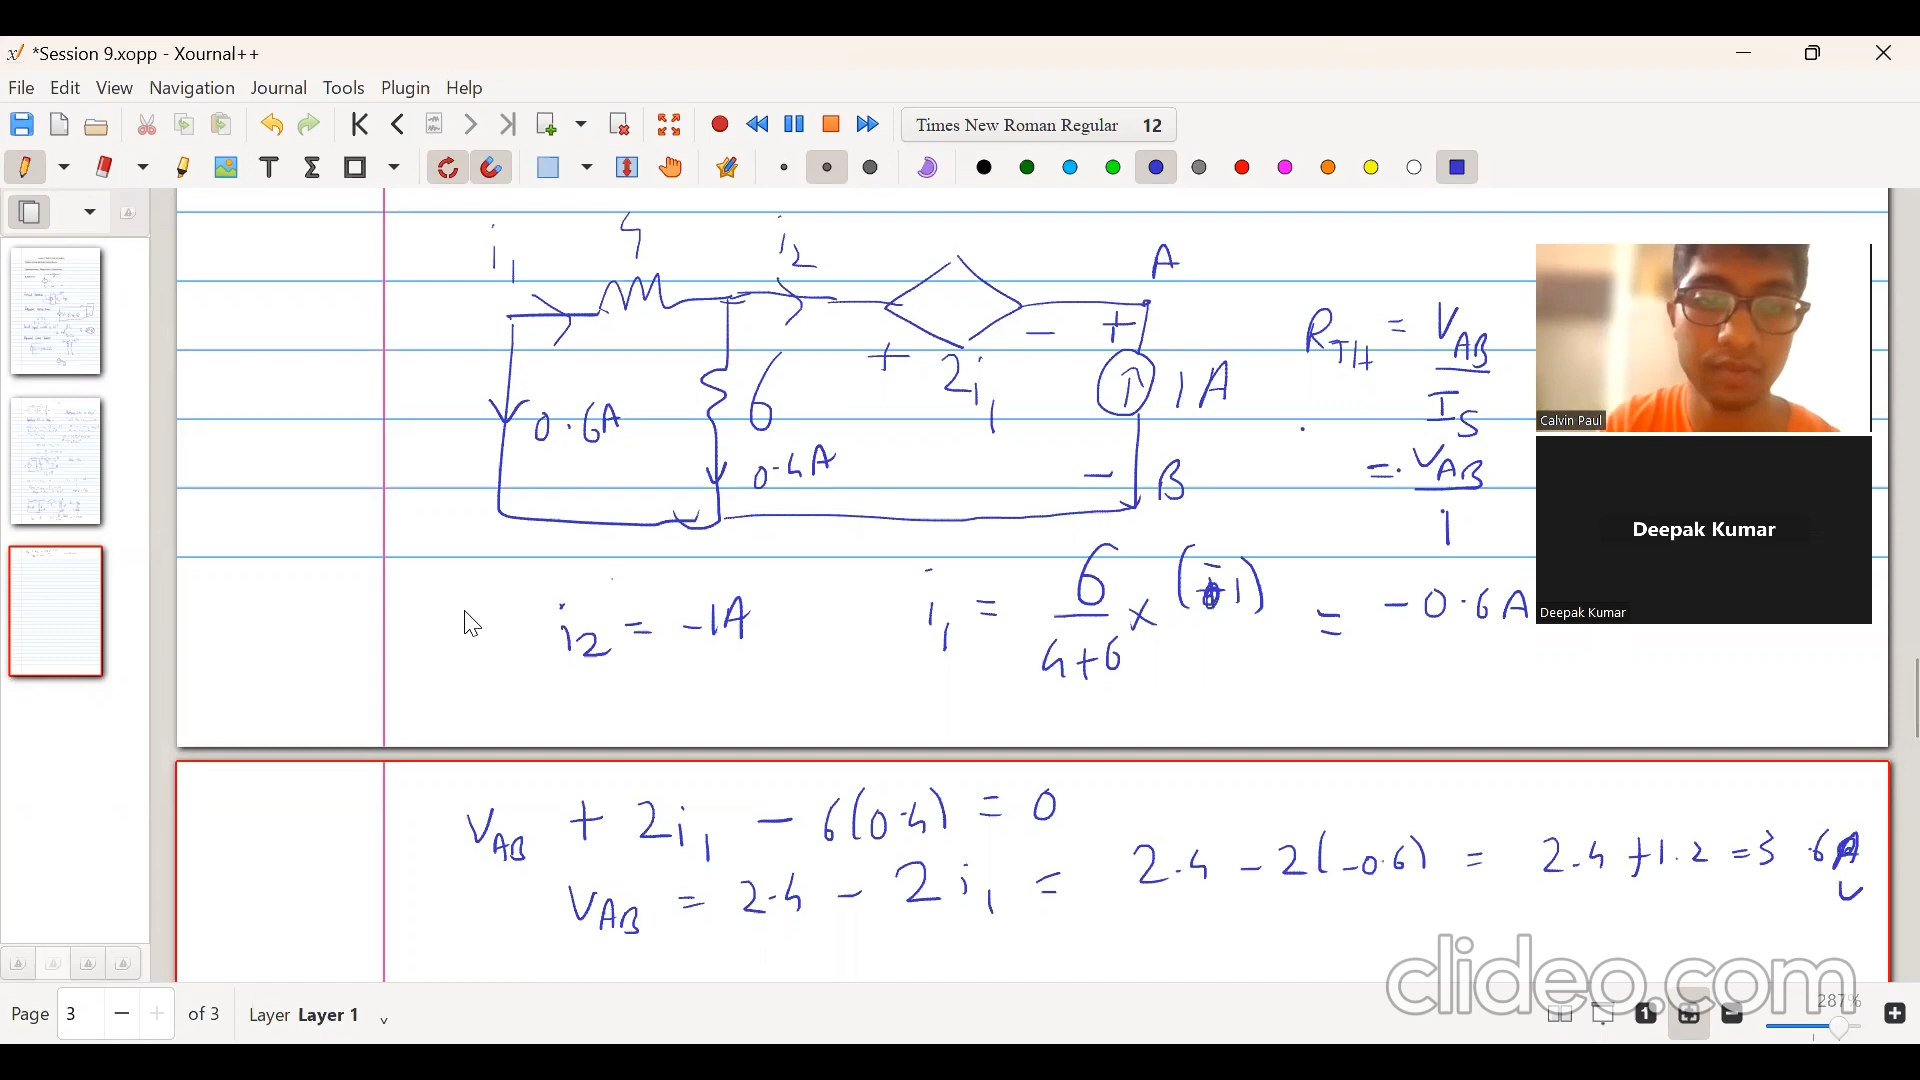 *Session 9.xopp - Xournal++
File Edit View Navigation Journal Tools Plugin Help
Times New Roman Regular 12
i1 4 i2 A
+ 2i1 - +
0.6A 6 1A
0.4A - B
RTH = VAB / IS
= VAB / 1
i2 = -1A i1 = 6 / 4+6 × (-1) = -0.6A
VAB + 2i1 - 6(0.4) = 0
VAB = 2.4 - 2i1 = 2.4 - 2(-0.6) = 2.4 + 1.2 = 3.6 V
Calvin Paul
Deepak Kumar
Deepak Kumar
clideo.com
Page 3 of 3 Layer Layer 1 287%